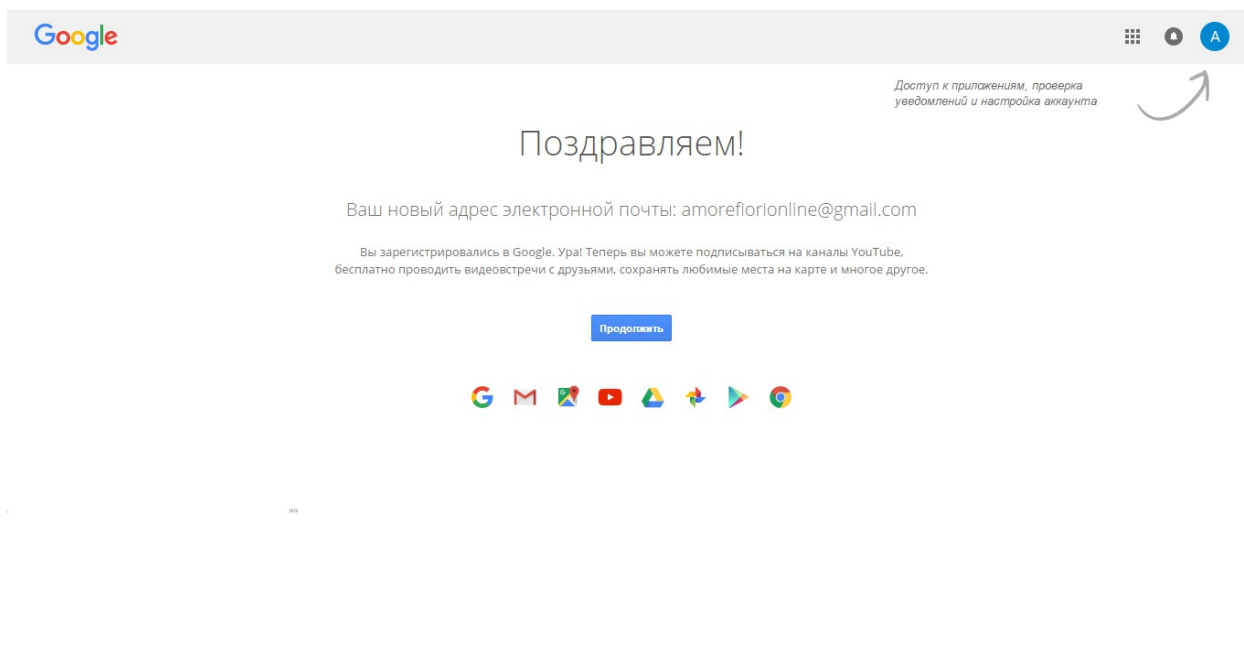 Google
A
Доступ к приложениям, проверка
уведомлений и настройка аккаунта
Поздравляем!
Ваш новый адрес электронной почты: amorefiorionline@gmail.com
Вы зарегистрировались в Google. Ура! Теперь вы можете подписываться на каналы YouTube,
бесплатно проводить видеовстречи с друзьями, сохранять любимые места на карте и многое другое.
Продолжить